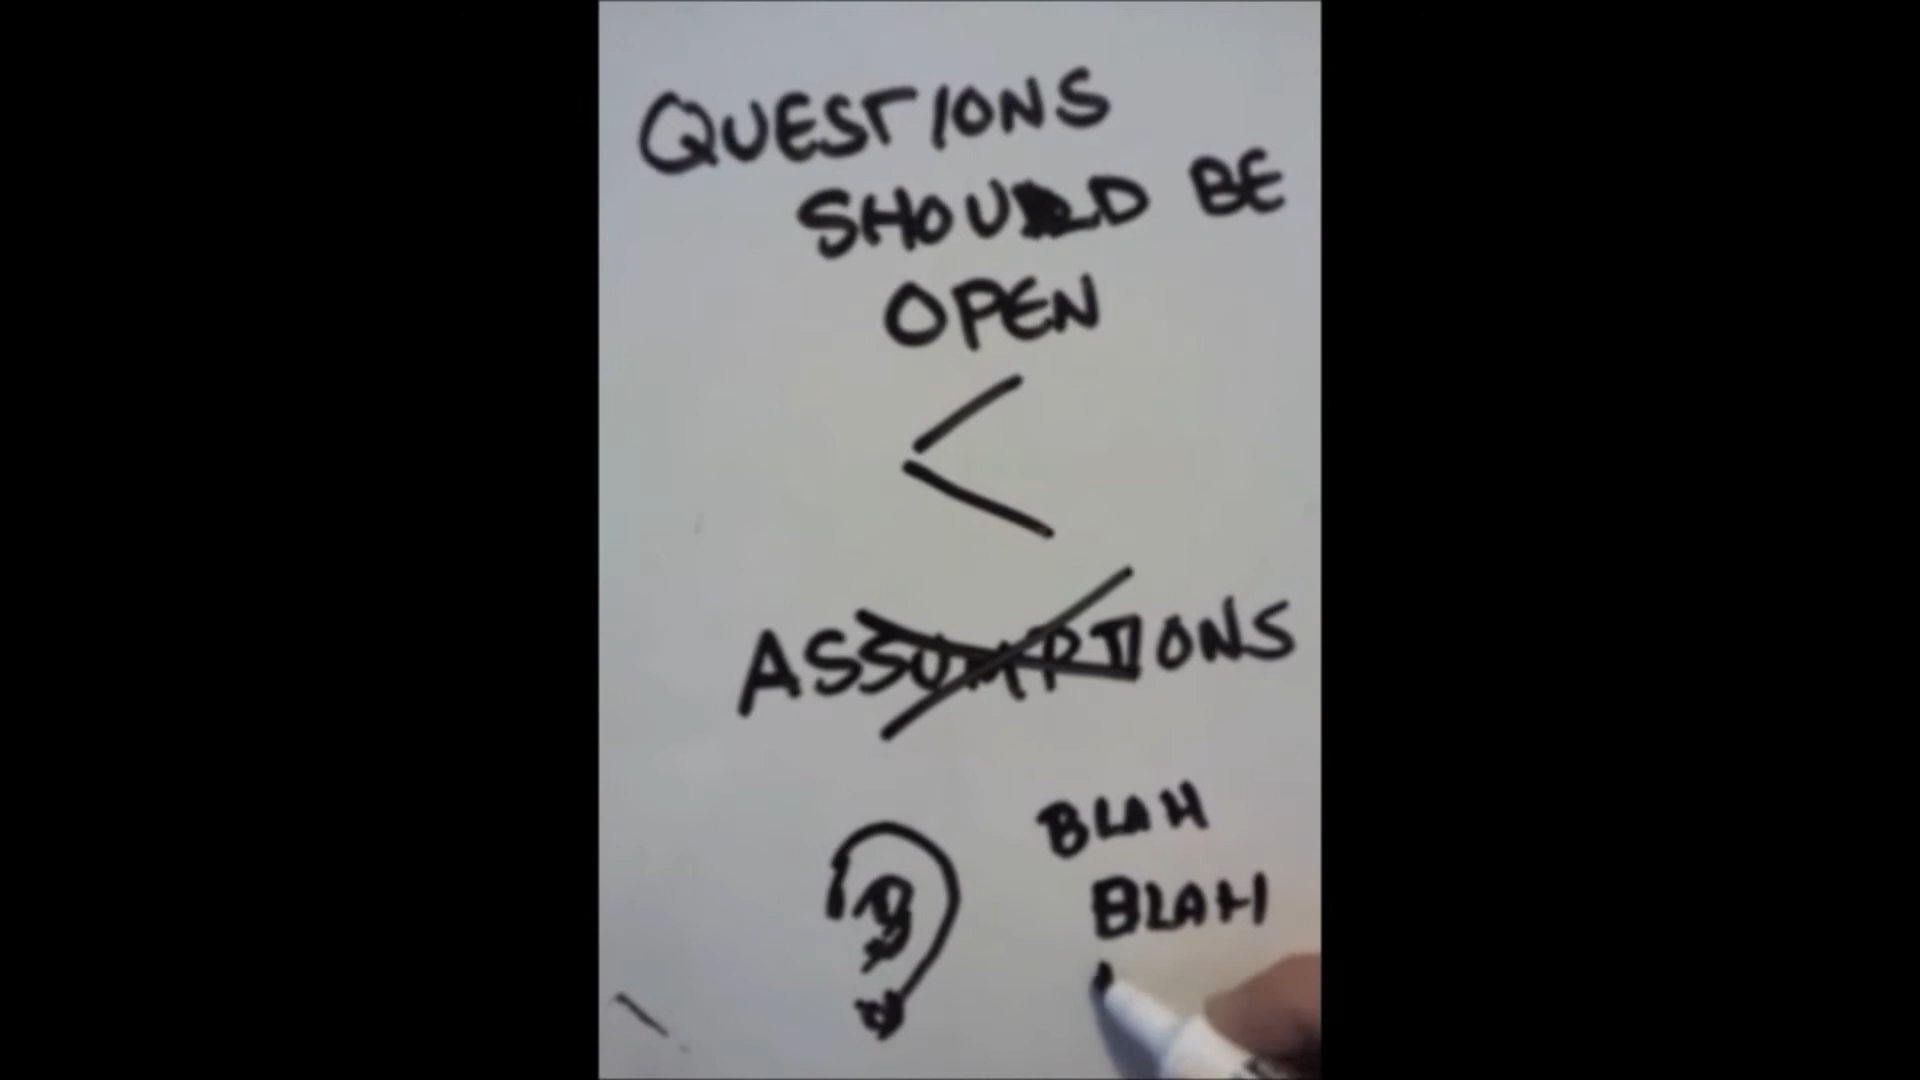 QUESTIONS
SHOULD BE
OPEN
ASSUMPTIONS
BLAH
BLAH